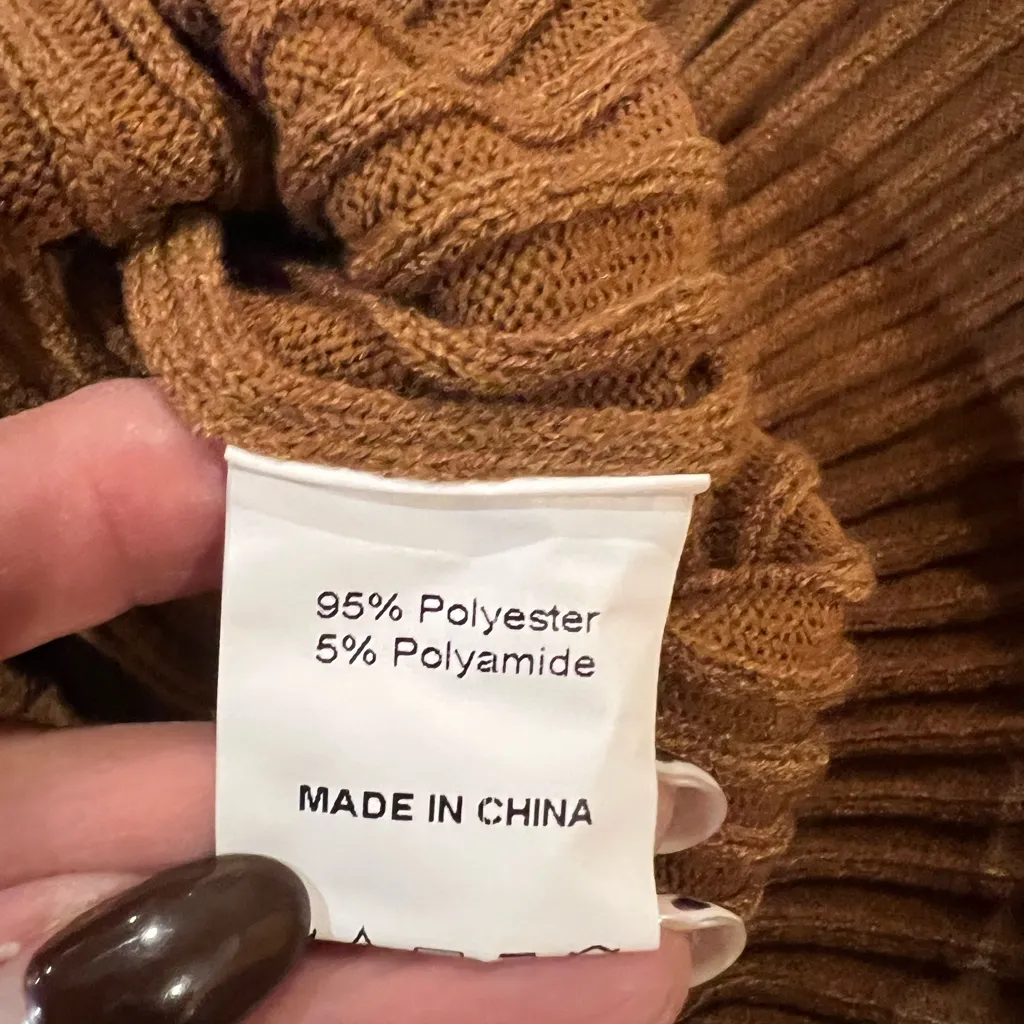 95% Polyester
5% Polyamide
MADE IN CHINA